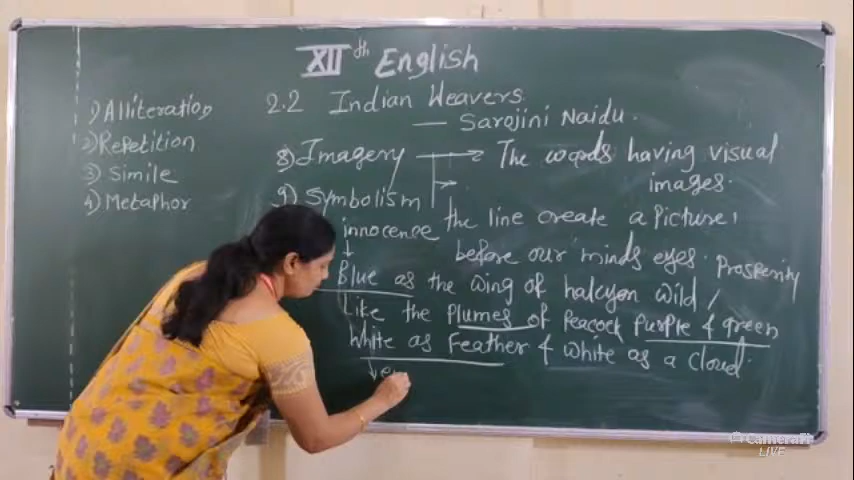 XIIth English
1) Alliteration
2) Repetition
3) Simile
4) Metaphor
2.2 Indian Weavers
— Sarojini Naidu.
8) Imagery → The words having visual
images.
9) Symbolism
innocence the line create a picture,
before our minds eyes. Prosperity
Blue as the wing of halcyon wild /
Like the Plumes of Peacock Purple & green
White as Feather & white as a cloud.
CameraFi
LIVE